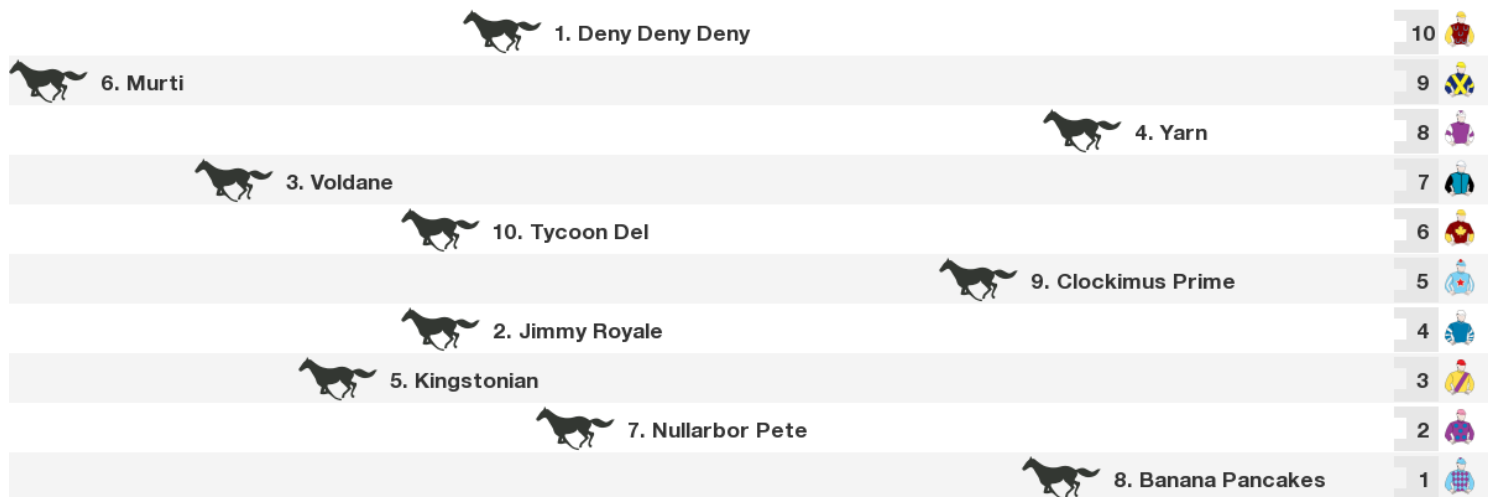 1. Deny Deny Deny 10
6. Murti 9
4. Yarn 8
3. Voldane 7
10. Tycoon Del 6
9. Clockimus Prime 5
2. Jimmy Royale 4
5. Kingstonian 3
7. Nullarbor Pete 2
8. Banana Pancakes 1